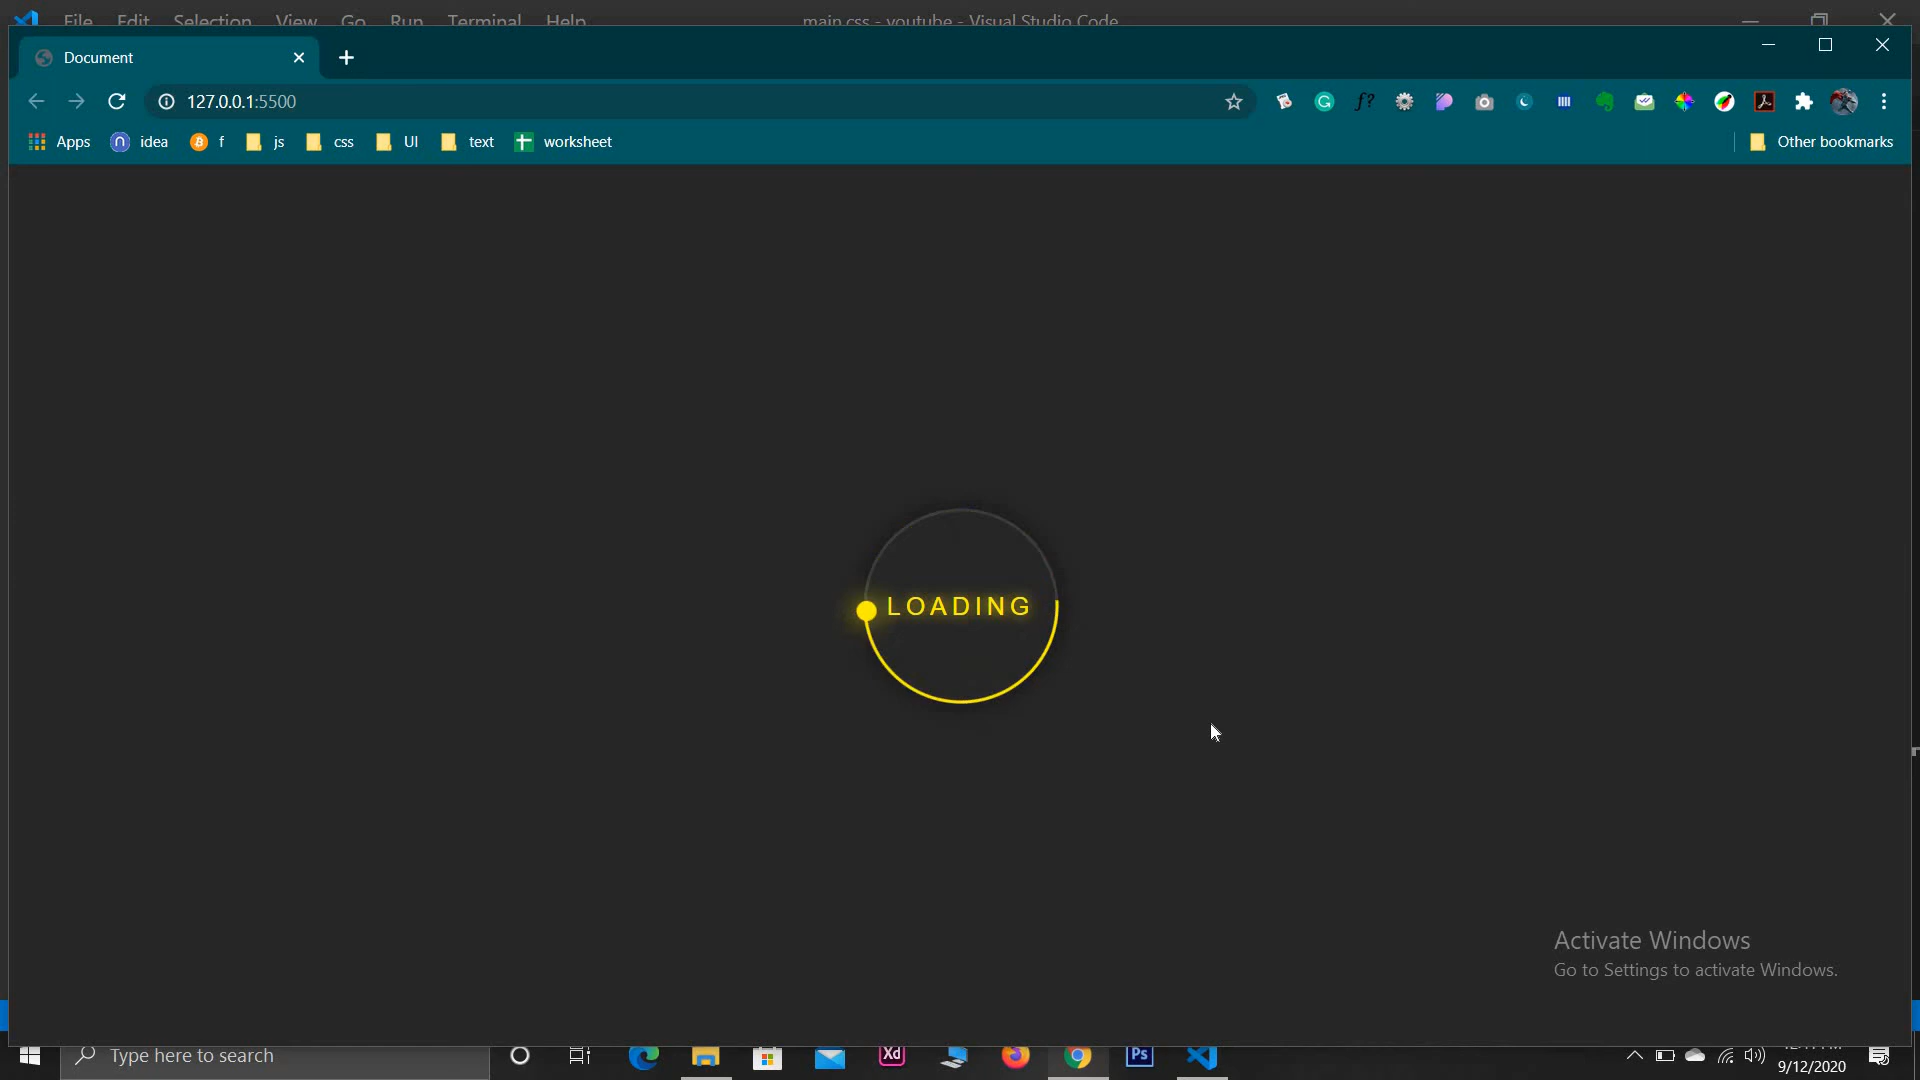 File Edit Selection View Go Run Terminal Help main.css - youtube - Visual Studio Code
Document
127.0.0.1:5500
Apps idea f js css UI text worksheet Other bookmarks
LOADING
Activate Windows
Go to Settings to activate Windows.
Type here to search
Xd
Ps
9/12/2020